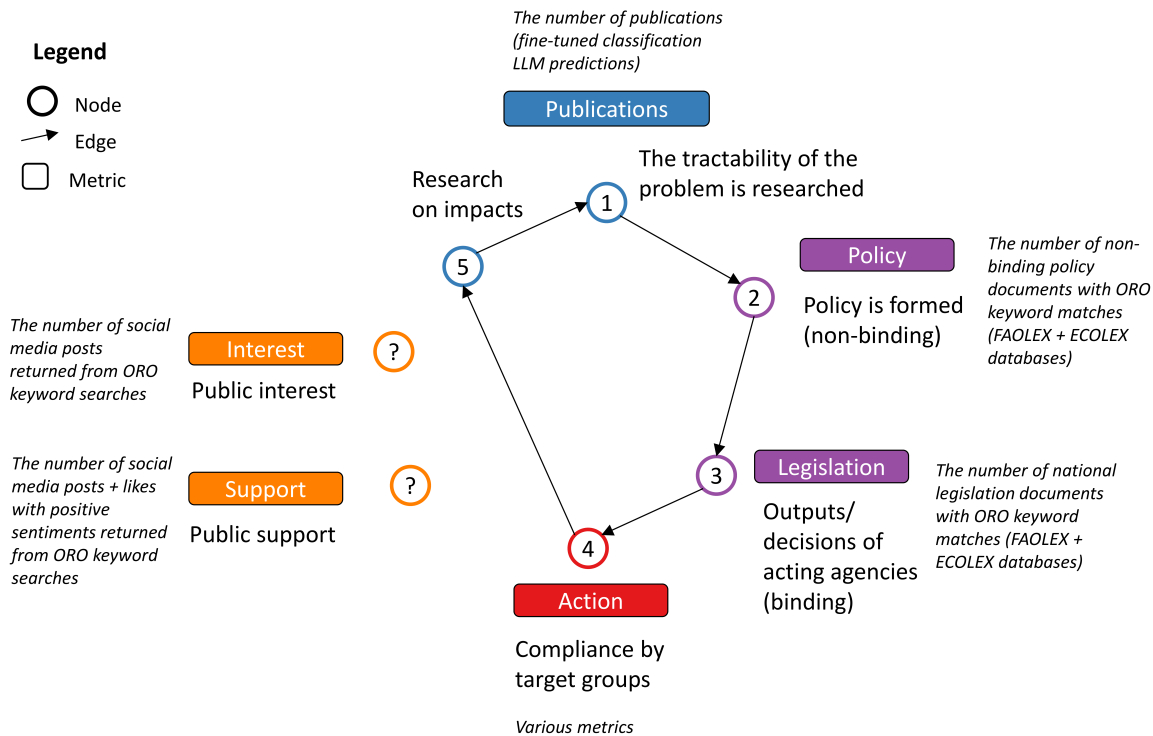 Legend
Node
Edge
Metric
The number of publications
(fine-tuned classification
LLM predictions)
Publications
The tractability of the
problem is researched
Research
on impacts
1
5
2
Policy
Policy is formed
(non-binding)
The number of non-
binding policy
documents with ORO
keyword matches
(FAOLEX + ECOLEX
databases)
The number of social
media posts
returned from ORO
keyword searches
Interest
Public interest
?
The number of social
media posts + likes
with positive
sentiments returned
from ORO keyword
searches
Support
Public support
?
3
Legislation
Outputs/
decisions of
acting agencies
(binding)
The number of national
legislation documents
with ORO keyword
matches (FAOLEX +
ECOLEX databases)
4
Action
Compliance by
target groups
Various metrics